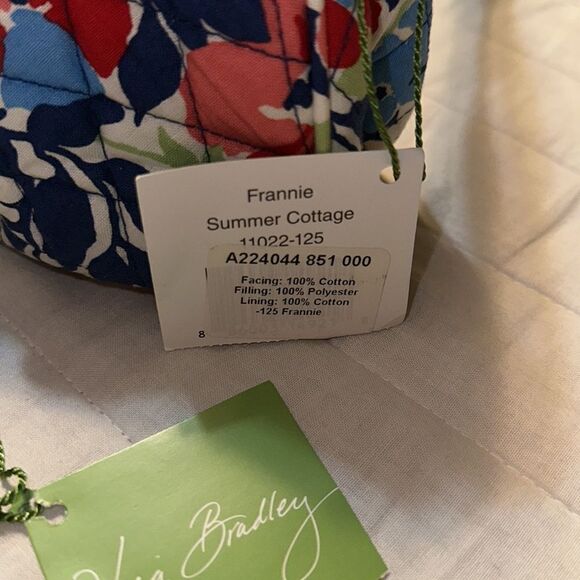 Frannie
Summer Cottage
11022-125
A224044 851 000
Facing: 100% Cotton
Filling: 100% Polyester
Lining: 100% Cotton
-125 Frannie
8
Vera Bradley